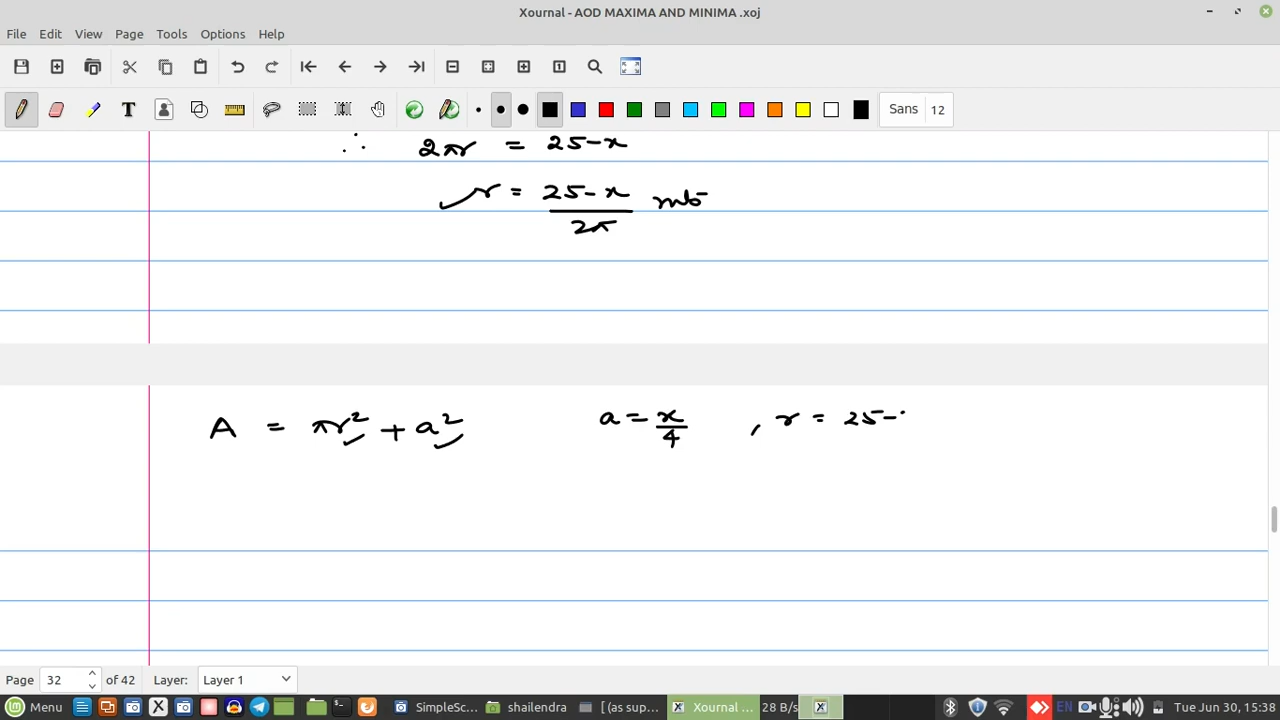 Xournal - AOD MAXIMA AND MINIMA .xoj
File Edit View Page Tools Options Help
Sans 12
∴ 2πr = 25-x
r = 25-x/2π
A = πr² + a² a = x/4 , r = 25-
Page 32 of 42 Layer: Layer 1
Menu SimpleSc... shailendra [ (as sup... Xournal ... 28 B/s EN Tue Jun 30, 15:38